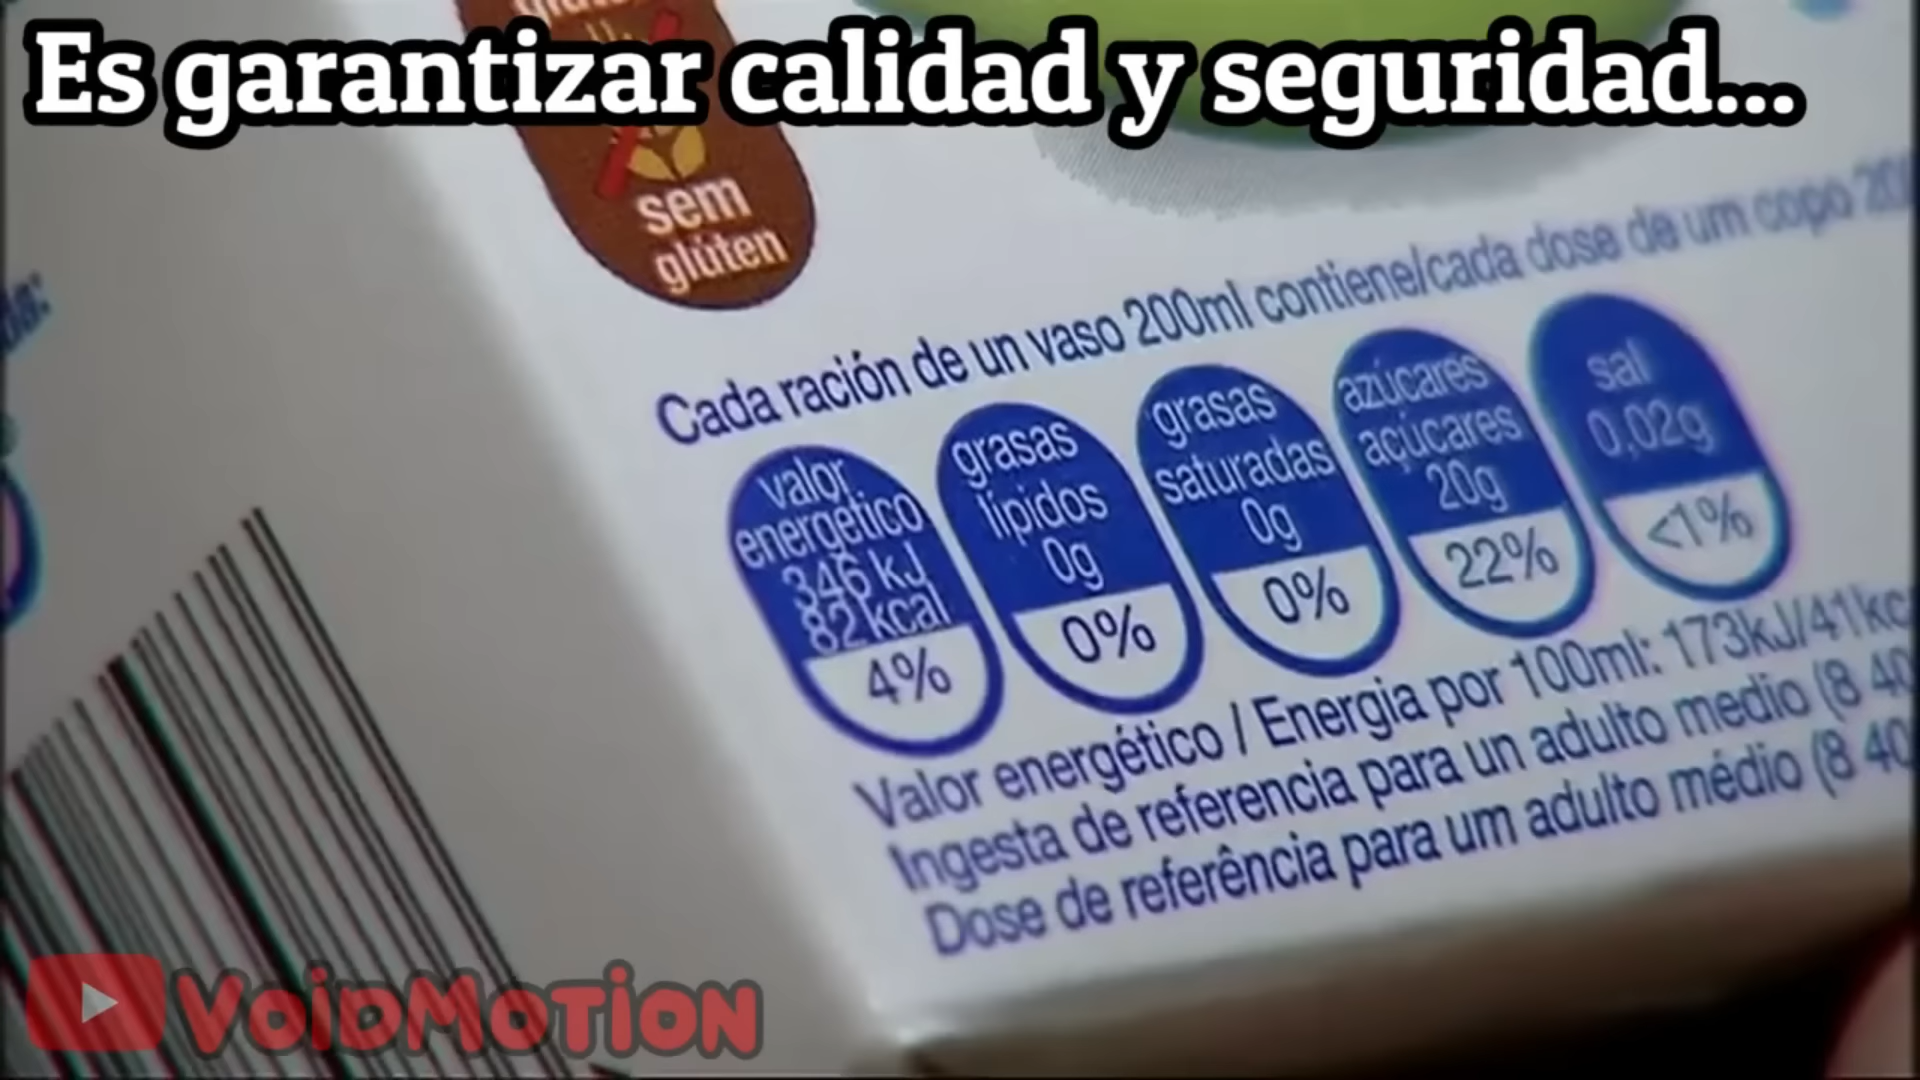 Es garantizar calidad y seguridad...
sem
glúten
Cada ración de un vaso 200ml contiene/cada dose de um copo
valor
energético
346 kJ
82 kcal
4%
grasas
lípidos
0g
0%
grasas
saturadas
0g
0%
azúcares
açúcares
20g
22%
sal
0,02g
<1%
Valor energético / Energia por 100ml: 173kJ/41kc
Ingesta de referencia para un adulto medio (8 40
Dose de referência para um adulto médio (8 40
VoidMotion